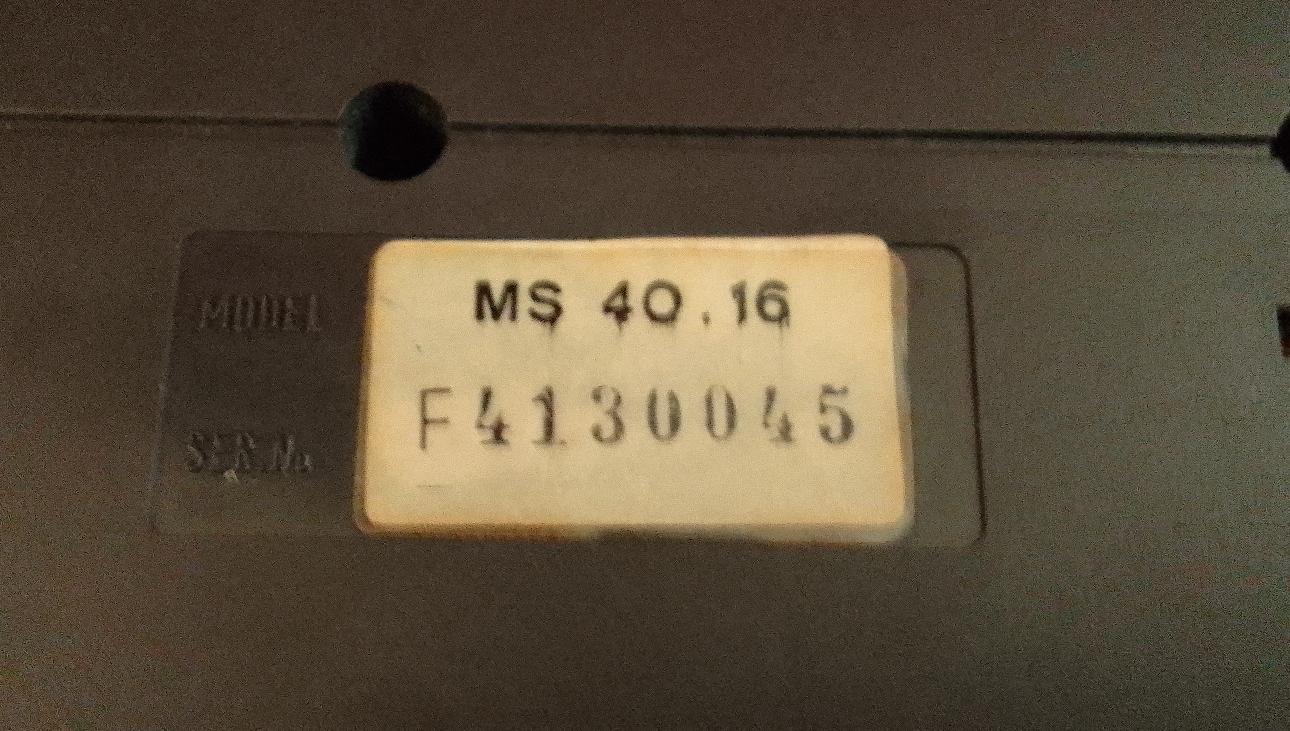 MODEL
MS 40.16
SER.No
F4130045